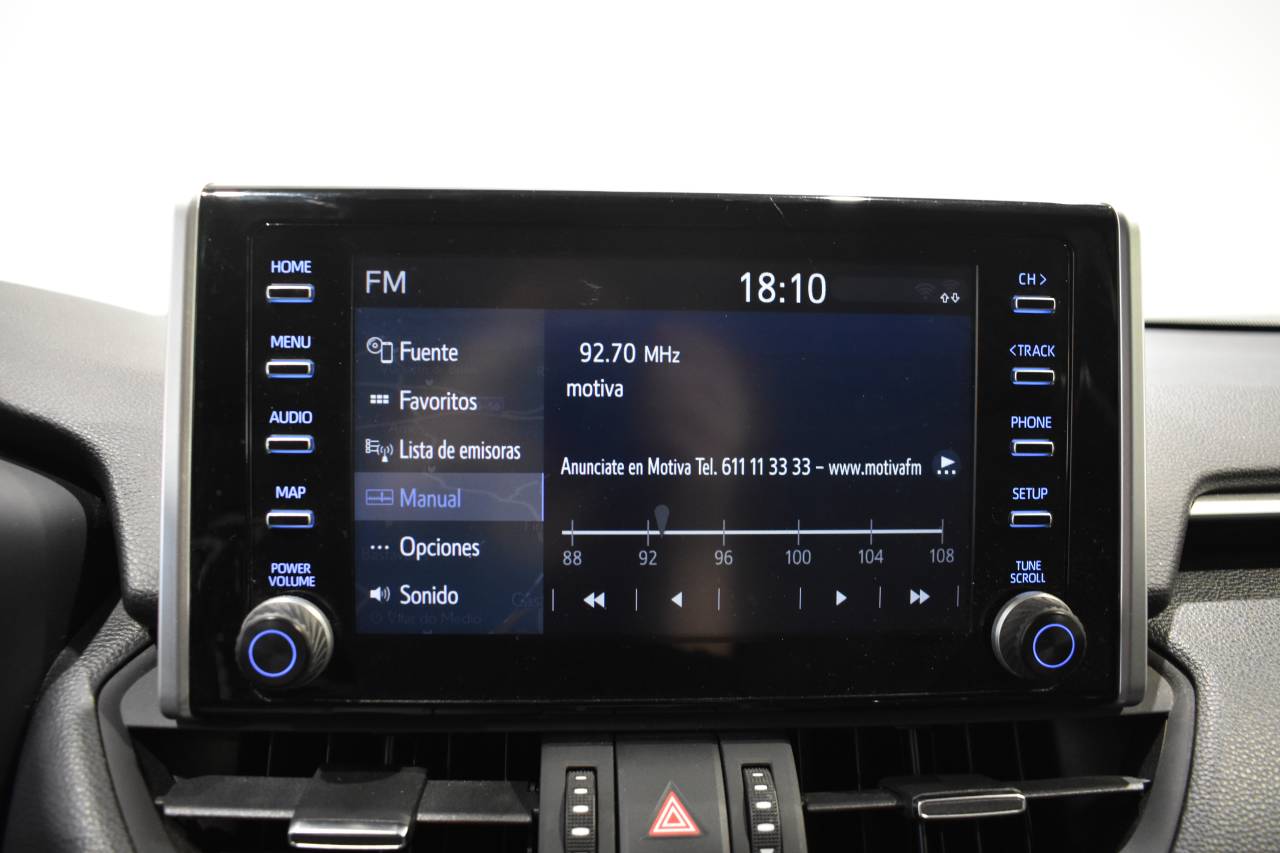 HOME
MENU
AUDIO
MAP
POWER
VOLUME
FM
18:10
Fuente
Favoritos
Lista de emisoras
Manual
Opciones
Sonido
92.70 MHz
motiva
Anunciate en Motiva Tel. 611 11 33 33 – www.motivafm
88 92 96 100 104 108
CH >
<TRACK
PHONE
SETUP
TUNE
SCROLL